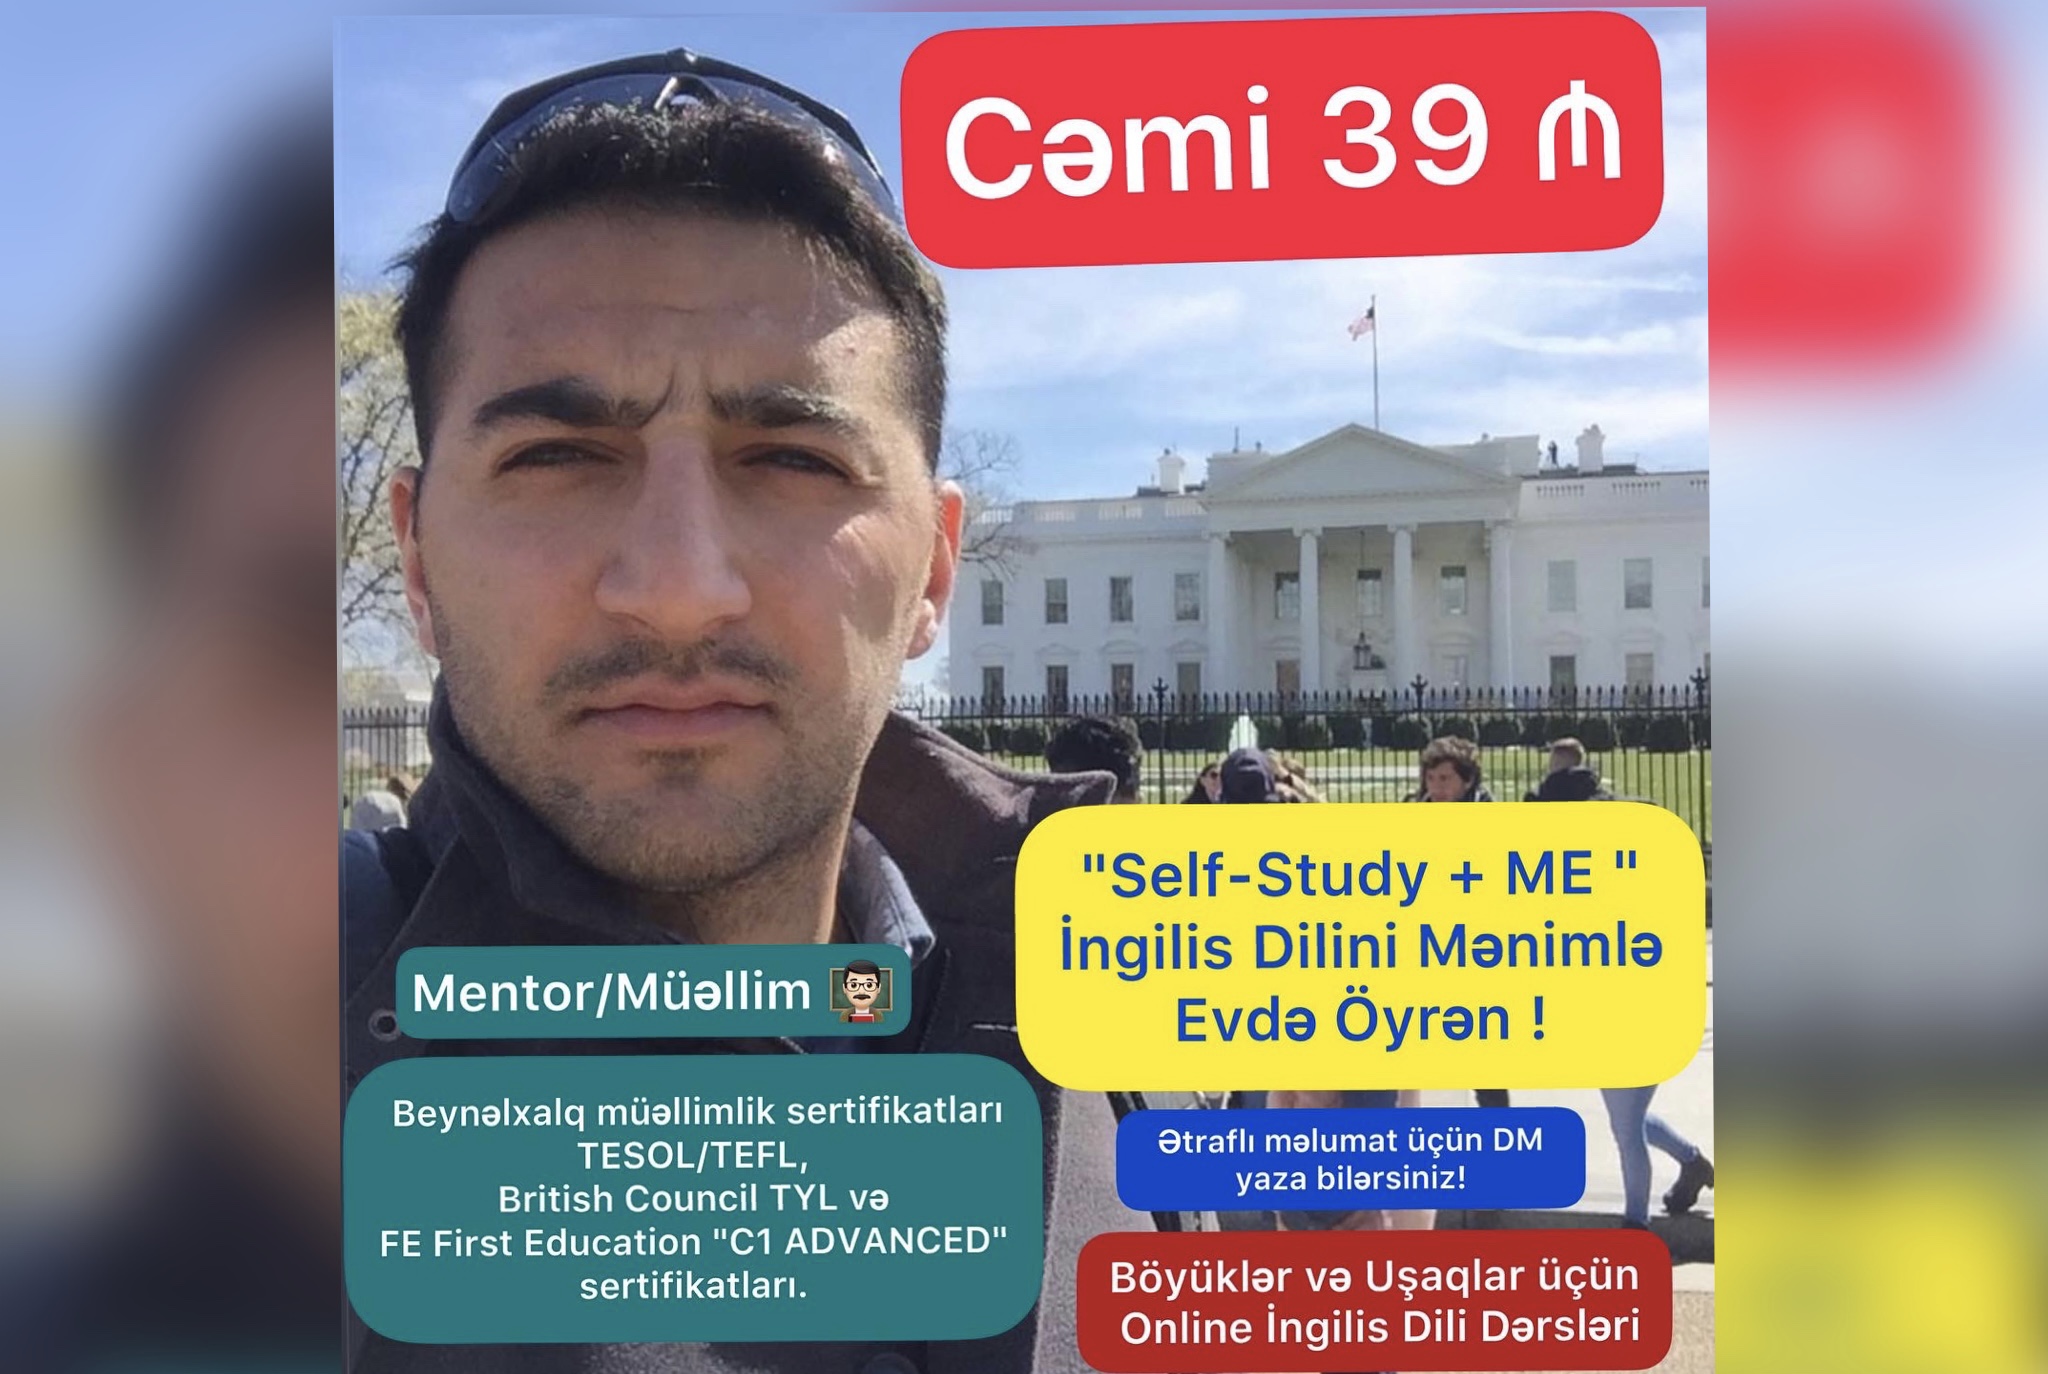 Cəmi 39 ₼
"Self-Study + ME "
İngilis Dilini Mənimlə
Evdə Öyrən !
Mentor/Müəllim
Beynəlxalq müəllimlik sertifikatları
TESOL/TEFL,
British Council TYL və
FE First Education "C1 ADVANCED"
sertifikatları.
Ətraflı məlumat üçün DM
yaza bilərsiniz!
Böyüklər və Uşaqlar üçün
Online İngilis Dili Dərsləri